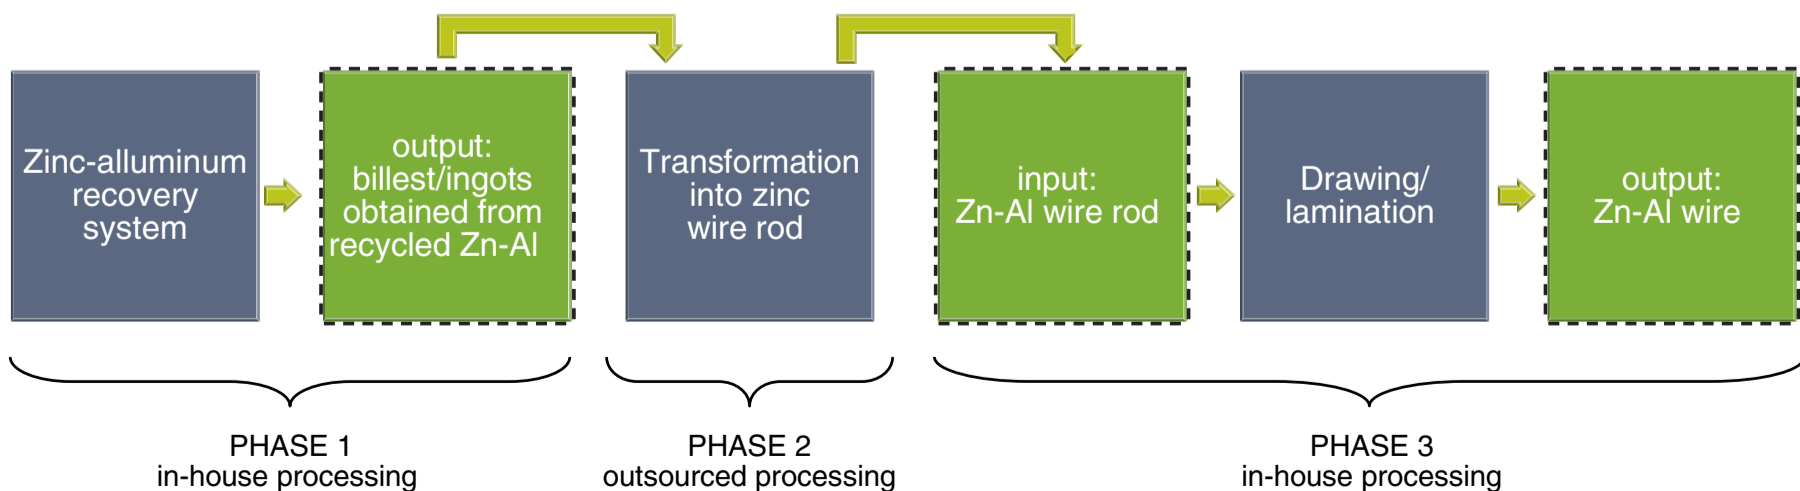 Zinc-alluminum
recovery
system
output:
billest/ingots
obtained from
recycled Zn-Al
Transformation
into zinc
wire rod
input:
Zn-Al wire rod
Drawing/
lamination
output:
Zn-Al wire
PHASE 1
in-house processing
PHASE 2
outsourced processing
PHASE 3
in-house processing